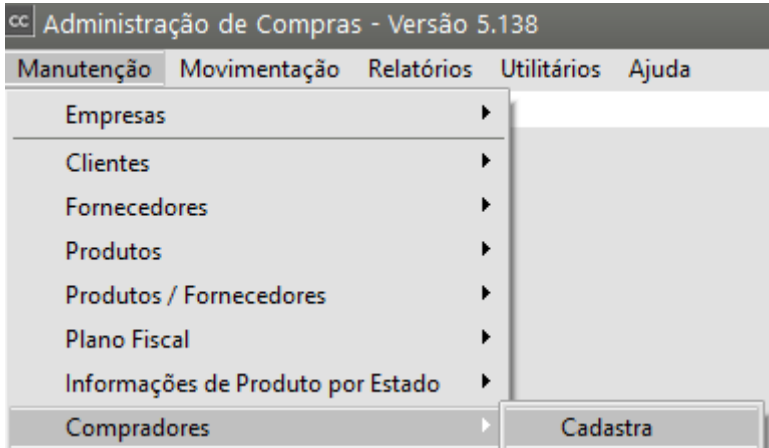 cc Administração de Compras - Versão 5.138
Manutenção Movimentação Relatórios Utilitários Ajuda
Empresas
Clientes
Fornecedores
Produtos
Produtos / Fornecedores
Plano Fiscal
Informações de Produto por Estado
Compradores Cadastra